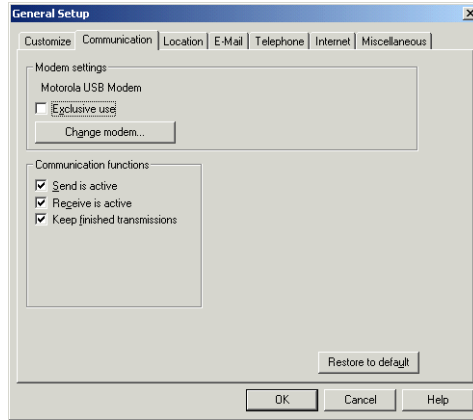 General Setup
Customize Communication Location E-Mail Telephone Internet Miscellaneous
Modem settings
Motorola USB Modem
Exclusive use
Change modem...
Communication functions
Send is active
Receive is active
Keep finished transmissions
Restore to default
OK Cancel Help